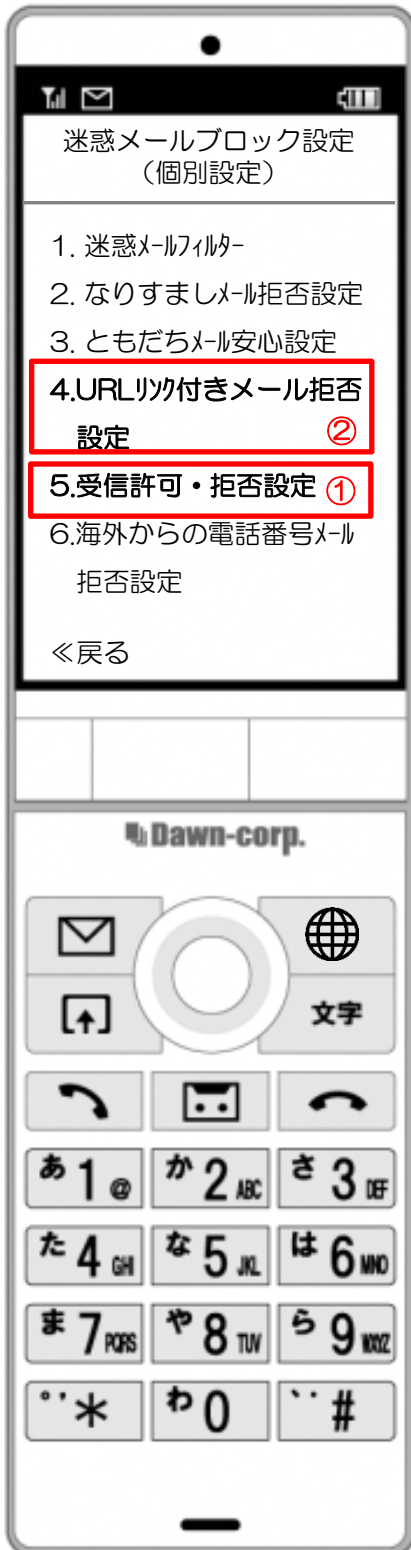 迷惑メールブロック設定
（個別設定）
1. 迷惑ﾒｰﾙﾌｨﾙﾀｰ
2. なりすましﾒｰﾙ拒否設定
3. ともだちﾒｰﾙ安心設定
4.URLﾘﾝｸ付きメール拒否
設定 ②
5.受信許可・拒否設定 ①
6.海外からの電話番号ﾒｰﾙ
拒否設定
≪戻る
Dawn-corp.
文字
あ 1 @ か 2 ABC さ 3 DEF
た 4 GHI な 5 JKL は 6 MNO
ま 7 PQRS や 8 TUV ら 9 WXYZ
゜・* わ 0 、・#